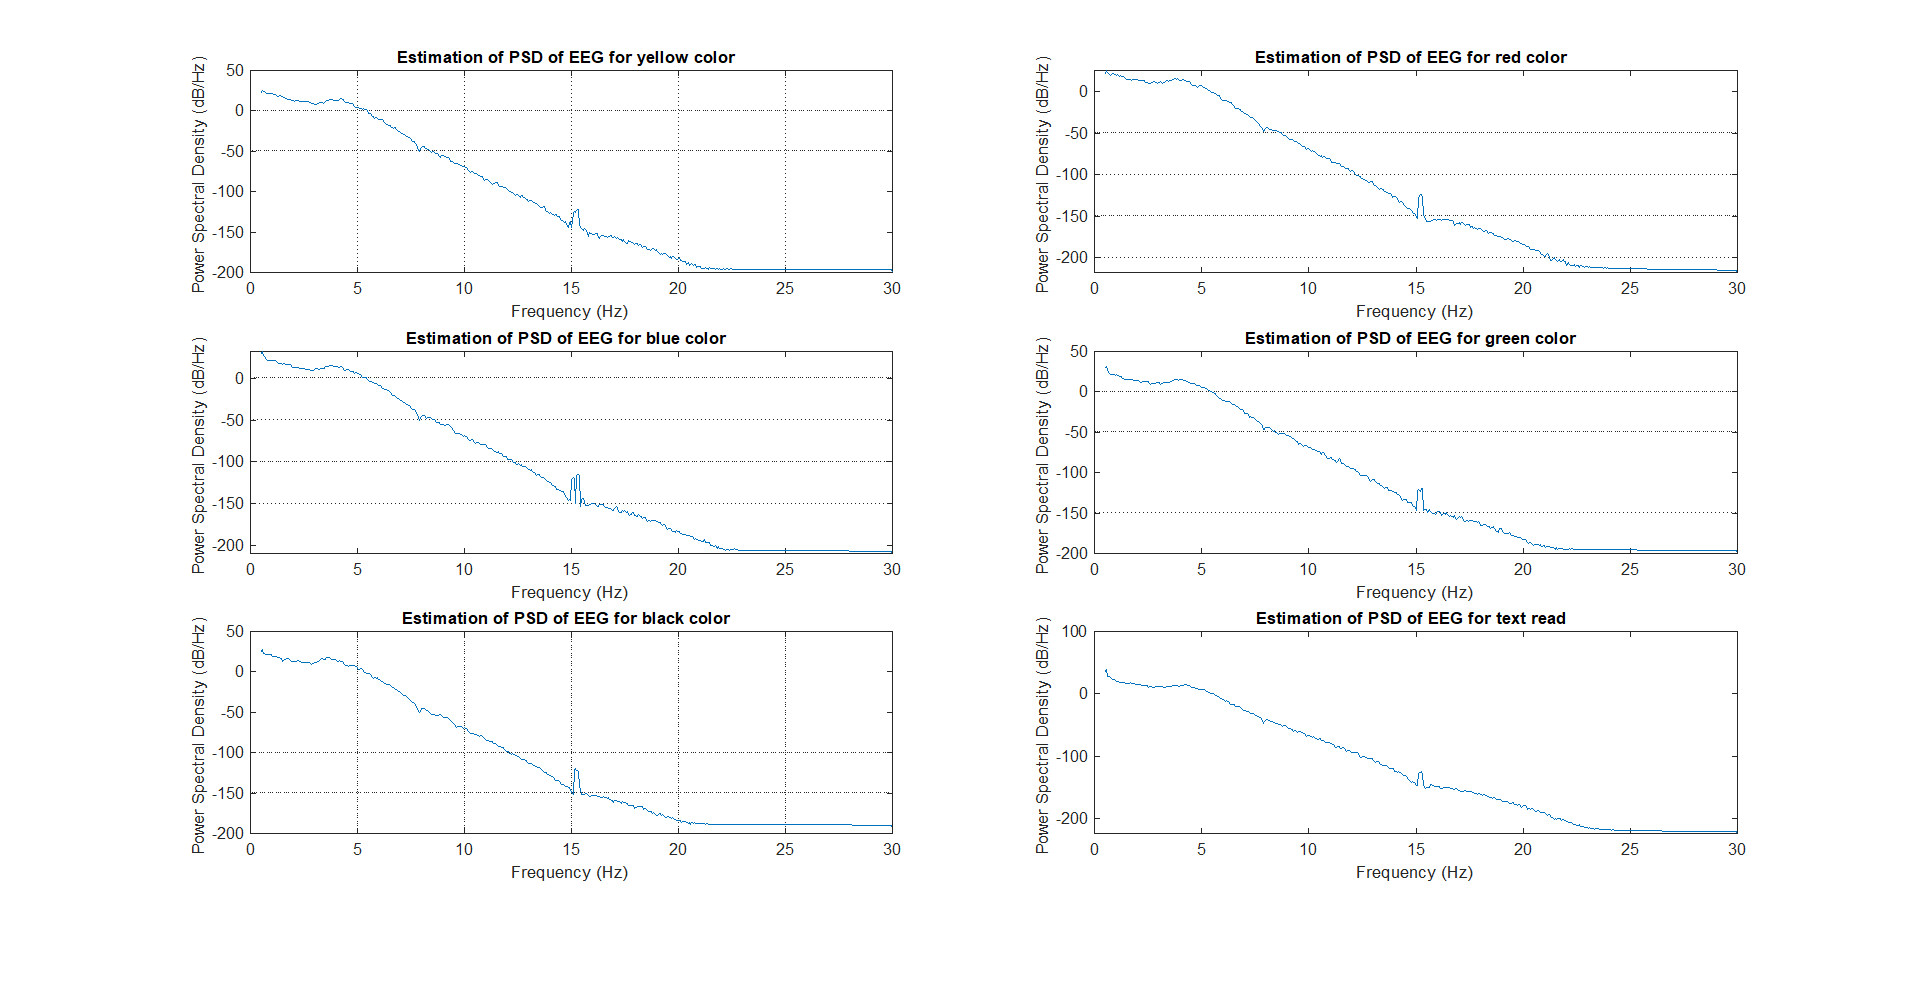 Estimation of PSD of EEG for yellow color
Power Spectral Density (dB/Hz)
50
0
-50
-100
-150
-200
0 5 10 15 20 25 30
Frequency (Hz)
Estimation of PSD of EEG for red color
Power Spectral Density (dB/Hz)
0
-50
-100
-150
-200
0 5 10 15 20 25 30
Frequency (Hz)
Estimation of PSD of EEG for blue color
Power Spectral Density (dB/Hz)
0
-50
-100
-150
-200
0 5 10 15 20 25 30
Frequency (Hz)
Estimation of PSD of EEG for green color
Power Spectral Density (dB/Hz)
50
0
-50
-100
-150
-200
0 5 10 15 20 25 30
Frequency (Hz)
Estimation of PSD of EEG for black color
Power Spectral Density (dB/Hz)
50
0
-50
-100
-150
-200
0 5 10 15 20 25 30
Frequency (Hz)
Estimation of PSD of EEG for text read
Power Spectral Density (dB/Hz)
100
0
-100
-200
0 5 10 15 20 25 30
Frequency (Hz)